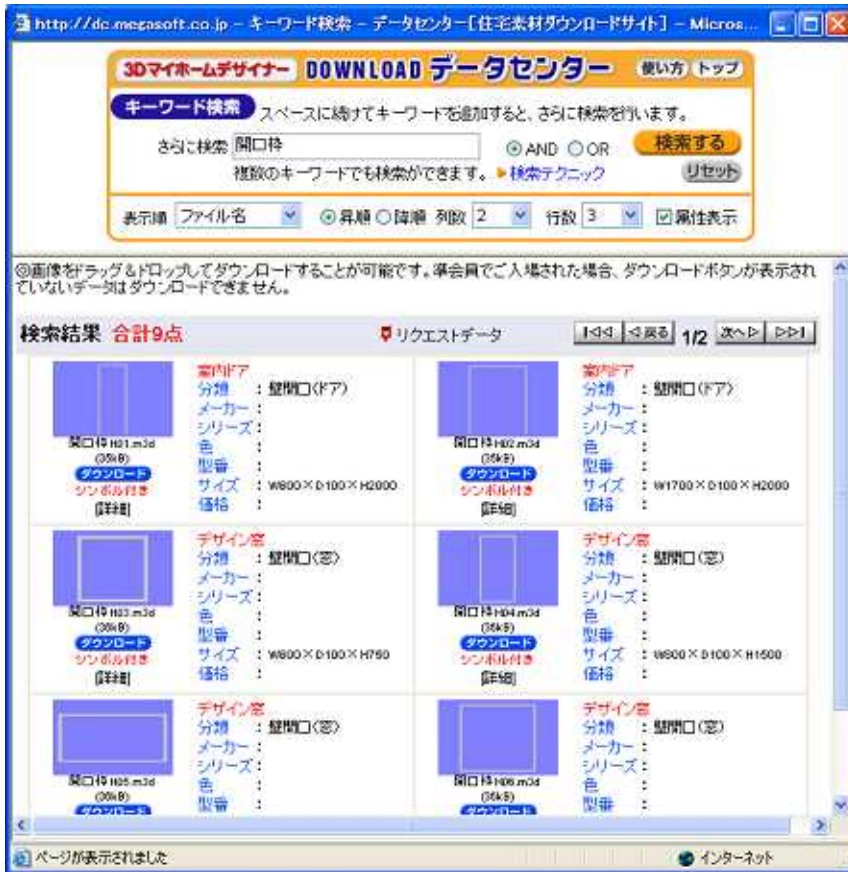 http://dc.megasoft.co.jp - キーワード検索 - データセンター[住宅素材ダウンロードサイト] - Micros...
3Dマイホームデザイナー DOWNLOAD データセンター 使い方 トップ
キーワード検索 スペースに続けてキーワードを追加すると、さらに検索を行います。
さらに検索 開口枠 AND OR 検索する
複数のキーワードでも検索ができます。 検索テクニック リセット
表示順 ファイル名 昇順 降順 列数 2 行数 3 属性表示
◎画像をドラッグ&ドロップしてダウンロードすることが可能です。準会員でご入場された場合、ダウンロードボタンが表示され
ていないデータはダウンロードできません。
検索結果 合計9点 リクエストデータ 戻る 1/2 次へ
室内ドア
分類 : 壁開口(ドア)
メーカー :
シリーズ :
色 :
型番 :
サイズ : W800×D100×H2000
価格 :
開口枠H01.m3d
(35kB)
ダウンロード
シンボル付き
[詳細]
室内ドア
分類 : 壁開口(ドア)
メーカー :
シリーズ :
色 :
型番 :
サイズ : W1700×D100×H2000
価格 :
開口枠H02.m3d
(35kB)
ダウンロード
シンボル付き
[詳細]
デザイン窓
分類 : 壁開口(窓)
メーカー :
シリーズ :
色 :
型番 :
サイズ : W800×D100×H750
価格 :
開口枠H03.m3d
(36kB)
ダウンロード
シンボル付き
[詳細]
デザイン窓
分類 : 壁開口(窓)
メーカー :
シリーズ :
色 :
型番 :
サイズ : W800×D100×H1500
価格 :
開口枠H04.m3d
(36kB)
ダウンロード
シンボル付き
[詳細]
デザイン窓
分類 : 壁開口(窓)
メーカー :
シリーズ :
色 :
型番 :
開口枠H05.m3d
(36kB)
ダウンロード
デザイン窓
分類 : 壁開口(窓)
メーカー :
シリーズ :
色 :
型番 :
開口枠H06.m3d
(36kB)
ダウンロード
ページが表示されました インターネット